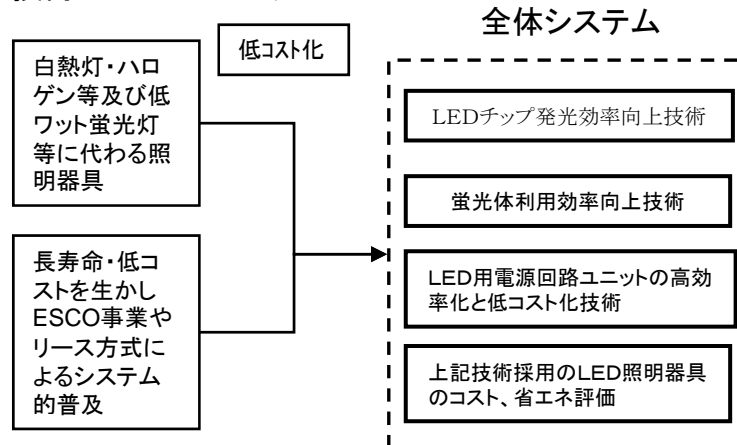 全体システム
低コスト化
白熱灯・ハロ
ゲン等及び低
ワット蛍光灯
等に代わる照
明器具
長寿命・低コ
ストを生かし
ESCO事業や
リース方式に
よるシステム
的普及
LEDチップ発光効率向上技術
蛍光体利用効率向上技術
LED用電源回路ユニットの高効
率化と低コスト化技術
上記技術採用のLED照明器具
のコスト、省エネ評価